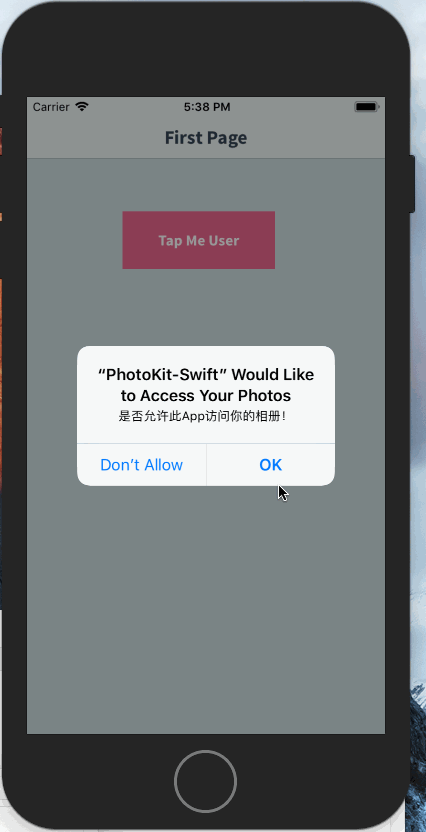 Carrier 5:38 PM
First Page
Tap Me User
“PhotoKit-Swift” Would Like
to Access Your Photos
是否允许此App访问你的相册！
Don’t Allow OK